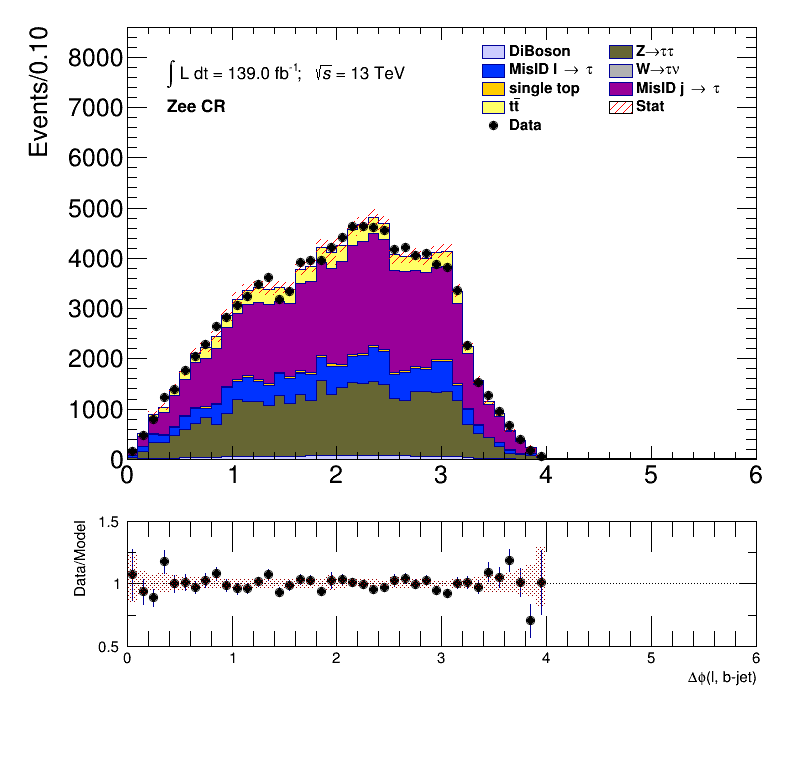 Events/0.10
8000
7000
6000
5000
4000
3000
2000
1000
0
∫ L dt = 139.0 fb⁻¹; √s = 13 TeV
Zee CR
DiBoson
MisID l → τ
single top
tt̄
Data
Z→ττ
W→τν
MisID j → τ
Stat
0 1 2 3 4 5 6
Data/Model
1.5
1
0.5
0 1 2 3 4 5 6
Δϕ(l, b-jet)